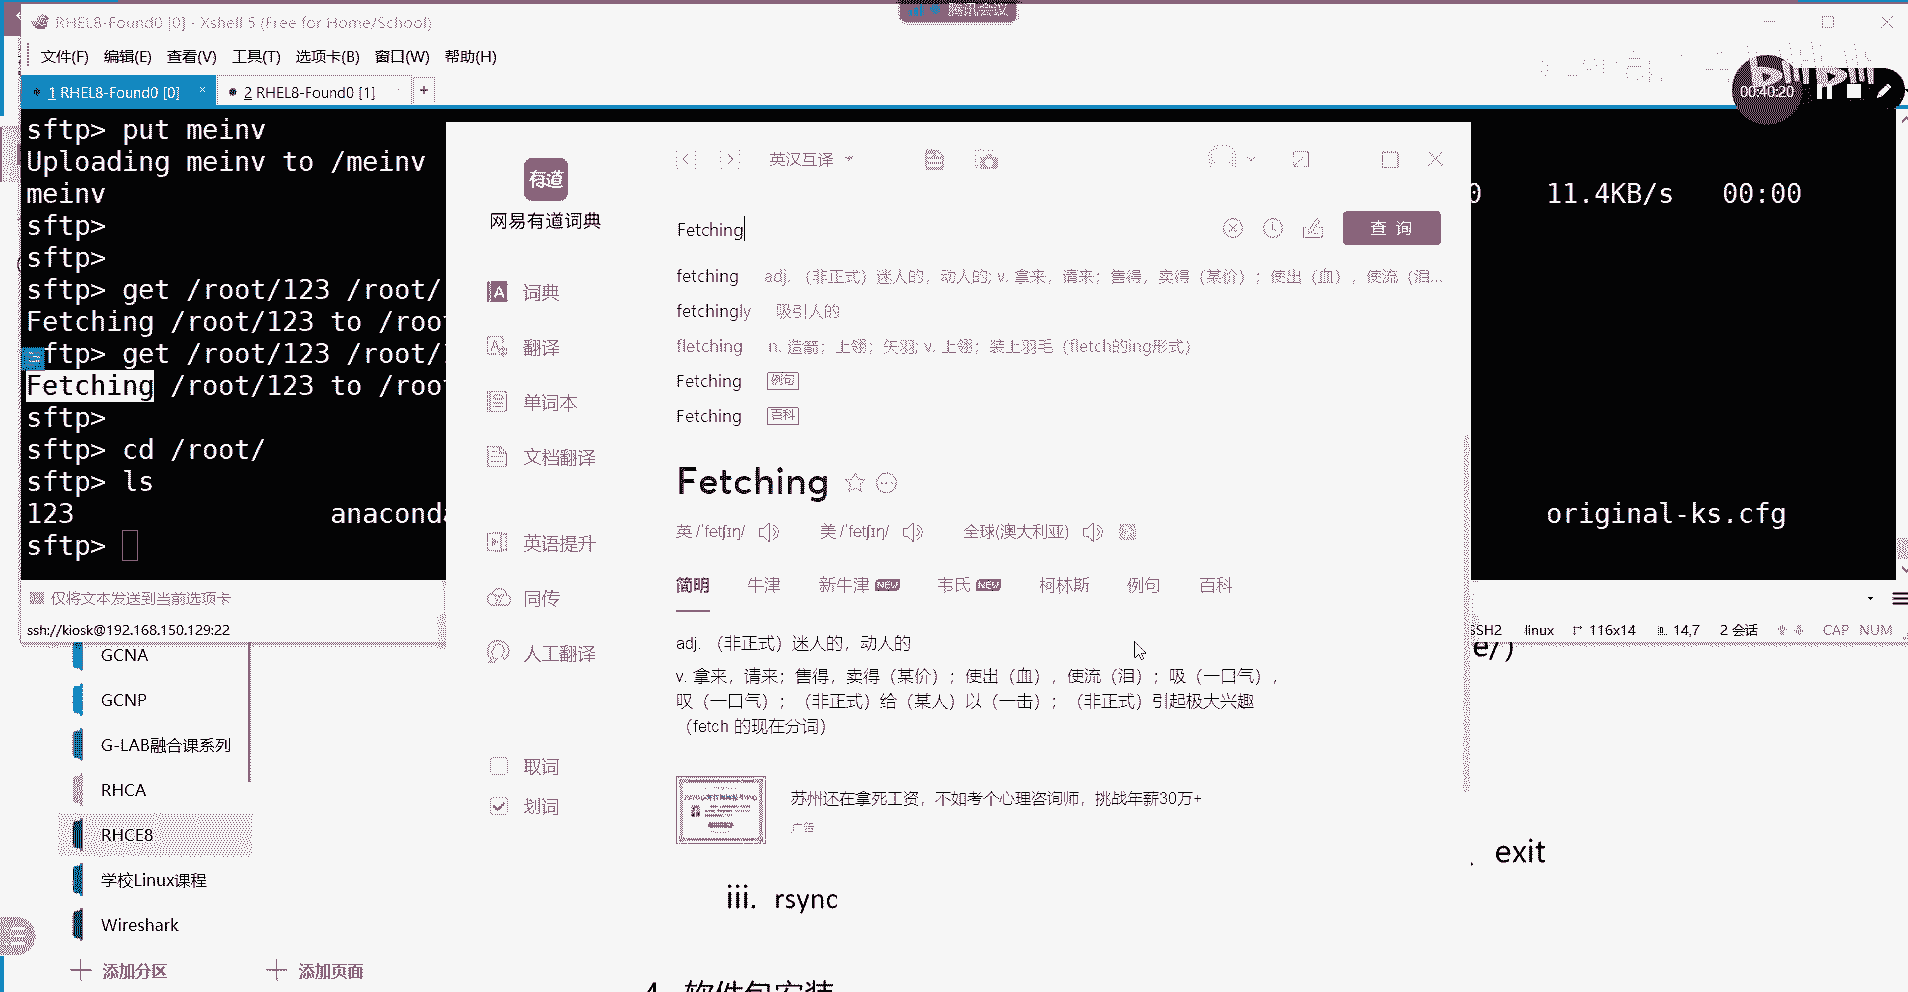 RHEL8-Found0 [0] - Xshell 5 (Free for Home/School)
腾讯会议
文件(F) 编辑(E) 查看(V) 工具(T) 选项卡(B) 窗口(W) 帮助(H)
1 RHEL8-Found0 [0] × 2 RHEL8-Found0 [1] +
bilibili
00:40:20
sftp> put meinv
Uploading meinv to /meinv
meinv
11.4KB/s 00:00
sftp>
sftp>
sftp> get /root/123 /root/
Fetching /root/123 to /roo
sftp> get /root/123 /root/
Fetching /root/123 to /roo
sftp>
sftp> cd /root/
sftp> ls
123 anaconda original-ks.cfg
sftp>
仅将文本发送到当前选项卡
ssh://kiosk@192.168.150.129:22
SSH2 linux 116x14 14,7 2 会话 CAP NUM
有道
网易有道词典
词典
翻译
单词本
文档翻译
英语提升
同传
人工翻译
取词
划词
英汉互译
Fetching
查 询
fetching adj. （非正式）迷人的，动人的; v. 拿来，请来；售得，卖得（某价）；使出（血），使流（泪...
fetchingly 吸引人的
fletching n. 造箭；上翎；矢羽; v. 上翎；装上羽毛（fletch的ing形式）
Fetching 例句
Fetching 百科
Fetching
英 /ˈfetʃɪŋ/ 美 /ˈfetʃɪŋ/ 全球(澳大利亚)
简明 牛津 新牛津 NEW 韦氏 NEW 柯林斯 例句 百科
adj. （非正式）迷人的，动人的
v. 拿来，请来；售得，卖得（某价）；使出（血），使流（泪）；吸（一口气），
叹（一口气）；（非正式）给（某人）以（一击）；（非正式）引起极大兴趣
（fetch 的现在分词）
苏州还在拿死工资，不如考个心理咨询师，挑战年薪30万+
广告
GCNA
GCNP
G-LAB融合课系列
RHCA
RHCE8
学校Linux课程
Wireshark
添加分区 添加页面
e/)
. exit
iii. rsync
4. 软件包安装